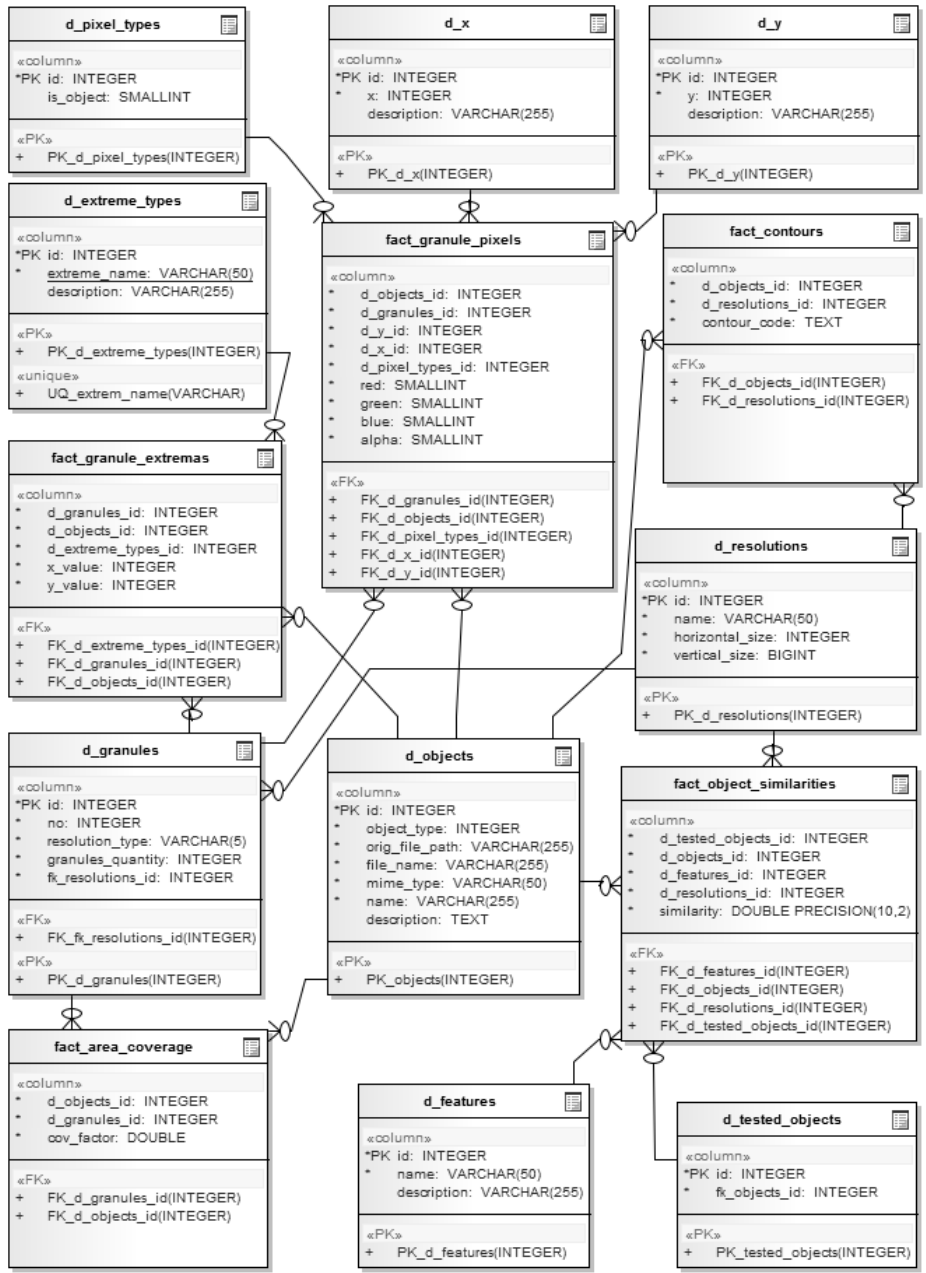 d_pixel_types
«column»
*PK id: INTEGER
is_object: SMALLINT
«PK»
+ PK_d_pixel_types(INTEGER)
d_x
«column»
*PK id: INTEGER
* x: INTEGER
description: VARCHAR(255)
«PK»
+ PK_d_x(INTEGER)
d_y
«column»
*PK id: INTEGER
* y: INTEGER
description: VARCHAR(255)
«PK»
+ PK_d_y(INTEGER)
d_extreme_types
«column»
*PK id: INTEGER
* extreme_name: VARCHAR(50)
description: VARCHAR(255)
«PK»
+ PK_d_extreme_types(INTEGER)
«unique»
+ UQ_extrem_name(VARCHAR)
fact_granule_pixels
«column»
* d_objects_id: INTEGER
* d_granules_id: INTEGER
* d_y_id: INTEGER
* d_x_id: INTEGER
* d_pixel_types_id: INTEGER
* red: SMALLINT
* green: SMALLINT
* blue: SMALLINT
* alpha: SMALLINT
«FK»
+ FK_d_granules_id(INTEGER)
+ FK_d_objects_id(INTEGER)
+ FK_d_pixel_types_id(INTEGER)
+ FK_d_x_id(INTEGER)
+ FK_d_y_id(INTEGER)
fact_contours
«column»
* d_objects_id: INTEGER
* d_resolutions_id: INTEGER
* contour_code: TEXT
«FK»
+ FK_d_objects_id(INTEGER)
+ FK_d_resolutions_id(INTEGER)
fact_granule_extremas
«column»
* d_granules_id: INTEGER
* d_objects_id: INTEGER
* d_extreme_types_id: INTEGER
* x_value: INTEGER
* y_value: INTEGER
«FK»
+ FK_d_extreme_types_id(INTEGER)
+ FK_d_granules_id(INTEGER)
+ FK_d_objects_id(INTEGER)
d_resolutions
«column»
*PK id: INTEGER
* name: VARCHAR(50)
* horizontal_size: INTEGER
* vertical_size: BIGINT
«PK»
+ PK_d_resolutions(INTEGER)
d_granules
«column»
*PK id: INTEGER
* no: INTEGER
* resolution_type: VARCHAR(5)
* granules_quantity: INTEGER
* fk_resolutions_id: INTEGER
«FK»
+ FK_fk_resolutions_id(INTEGER)
«PK»
+ PK_d_granules(INTEGER)
d_objects
«column»
*PK id: INTEGER
* object_type: INTEGER
* orig_file_path: VARCHAR(255)
* file_name: VARCHAR(255)
* mime_type: VARCHAR(50)
* name: VARCHAR(255)
description: TEXT
«PK»
+ PK_objects(INTEGER)
fact_object_similarities
«column»
* d_tested_objects_id: INTEGER
* d_objects_id: INTEGER
* d_features_id: INTEGER
* d_resolutions_id: INTEGER
* similarity: DOUBLE PRECISION(10,2)
«FK»
+ FK_d_features_id(INTEGER)
+ FK_d_objects_id(INTEGER)
+ FK_d_resolutions_id(INTEGER)
+ FK_d_tested_objects_id(INTEGER)
fact_area_coverage
«column»
* d_objects_id: INTEGER
* d_granules_id: INTEGER
* cov_factor: DOUBLE
«FK»
+ FK_d_granules_id(INTEGER)
+ FK_d_objects_id(INTEGER)
d_features
«column»
*PK id: INTEGER
* name: VARCHAR(50)
description: VARCHAR(255)
«PK»
+ PK_d_features(INTEGER)
d_tested_objects
«column»
*PK id: INTEGER
* fk_objects_id: INTEGER
«PK»
+ PK_tested_objects(INTEGER)